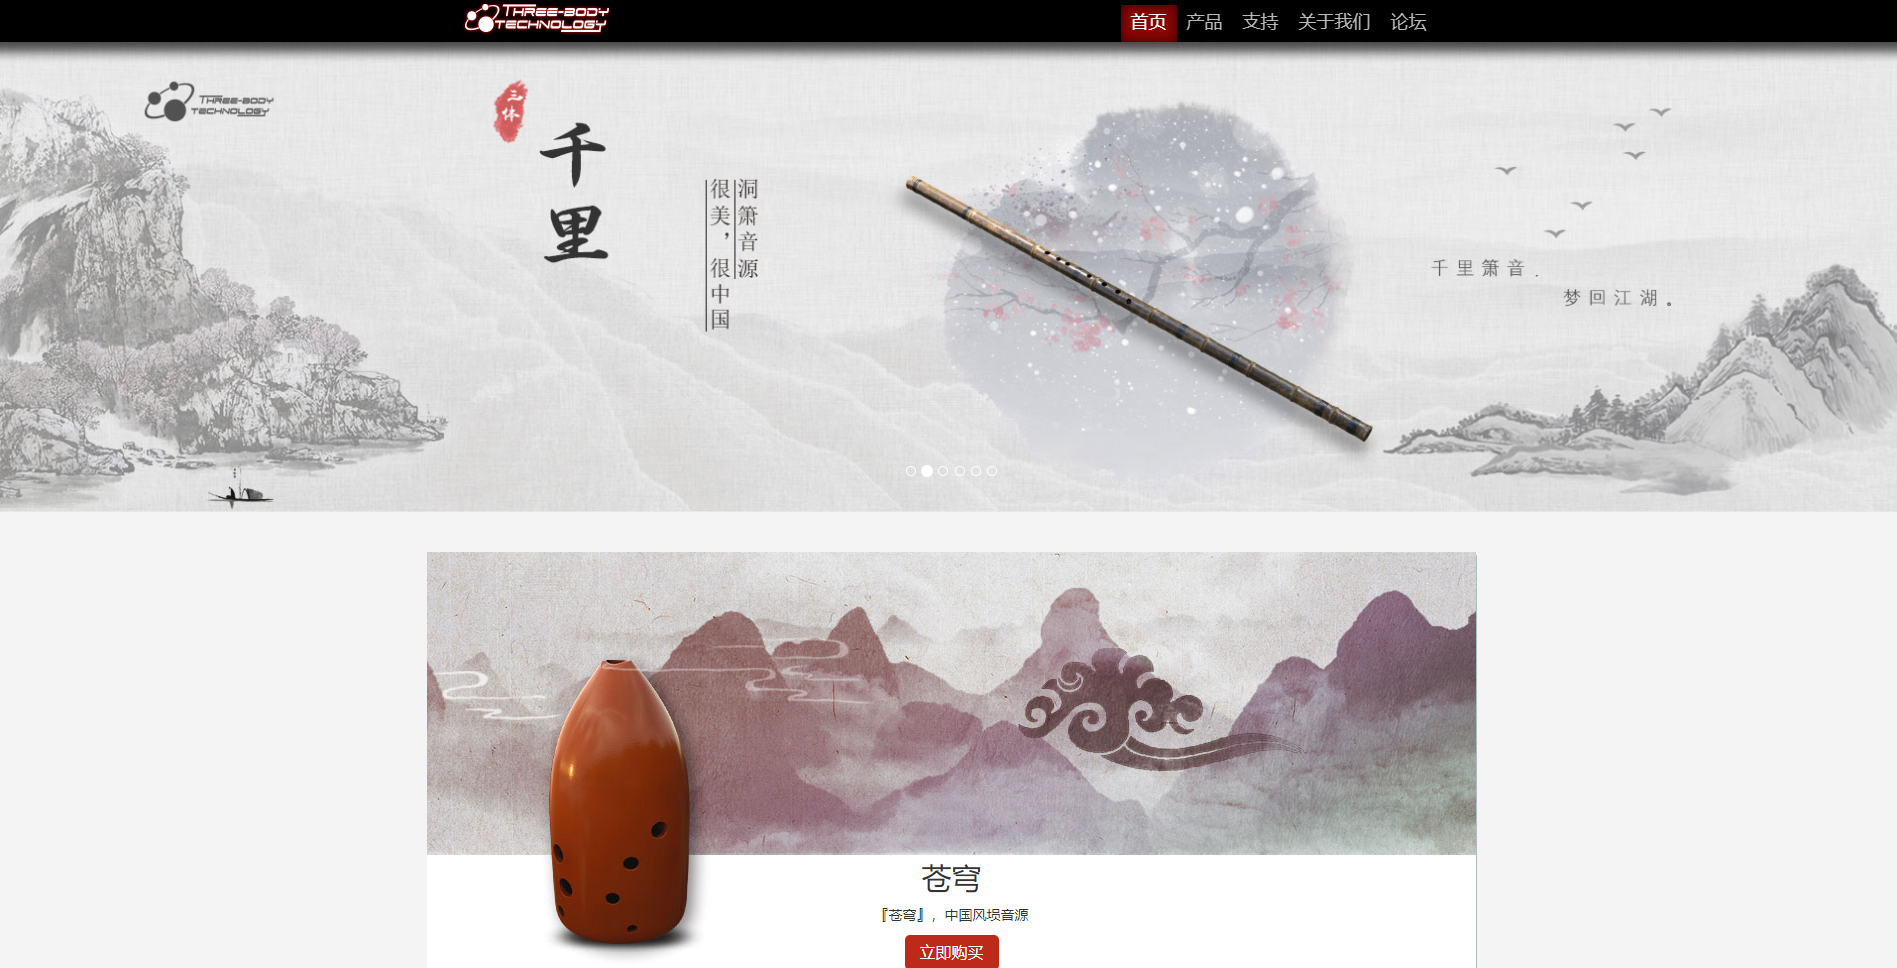 THREE-BODY
TECHNOLOGY
首页
产品
支持
关于我们
论坛
THREE-BODY
TECHNOLOGY
三体
千里
洞箫音源
很美，很中国
千里箫音.
梦回江湖。
苍穹
『苍穹』，中国风埙音源
立即购买